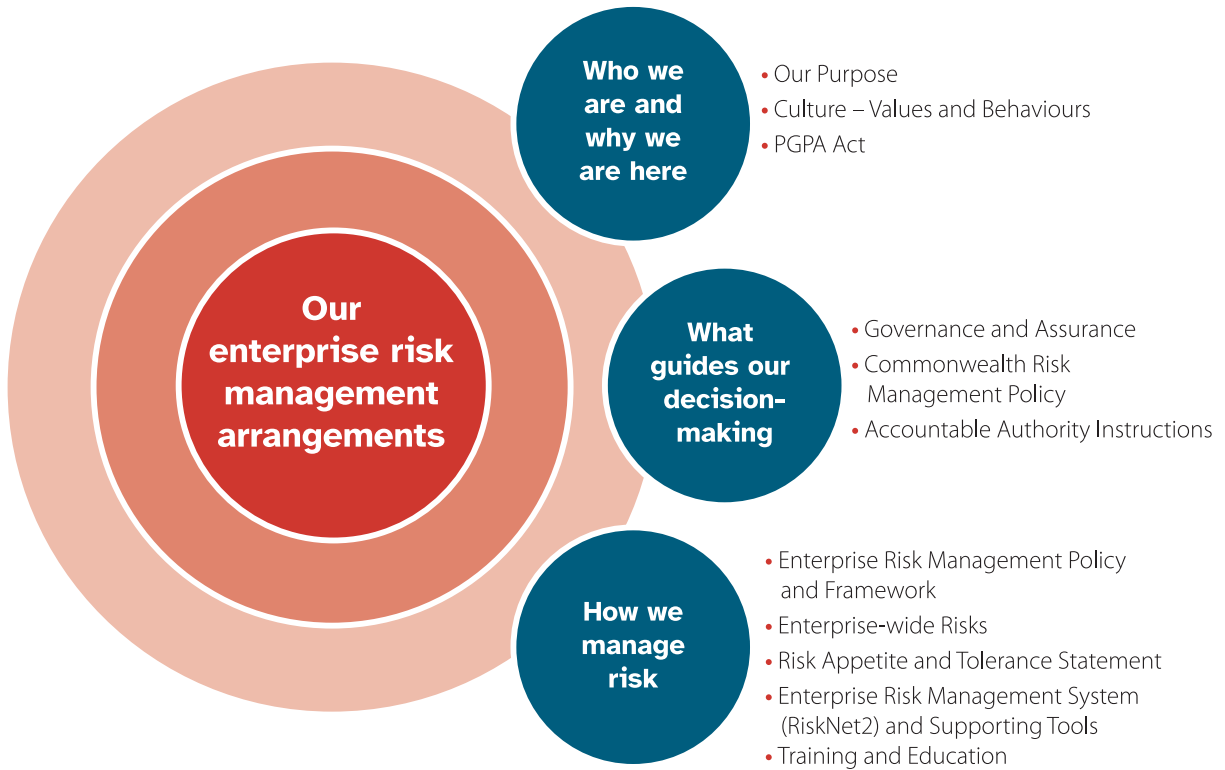 Our
enterprise risk
management
arrangements
Who we
are and
why we
are here
• Our Purpose
• Culture – Values and Behaviours
• PGPA Act
What
guides our
decision-
making
• Governance and Assurance
• Commonwealth Risk
Management Policy
• Accountable Authority Instructions
How we
manage
risk
• Enterprise Risk Management Policy
and Framework
• Enterprise-wide Risks
• Risk Appetite and Tolerance Statement
• Enterprise Risk Management System
(RiskNet2) and Supporting Tools
• Training and Education